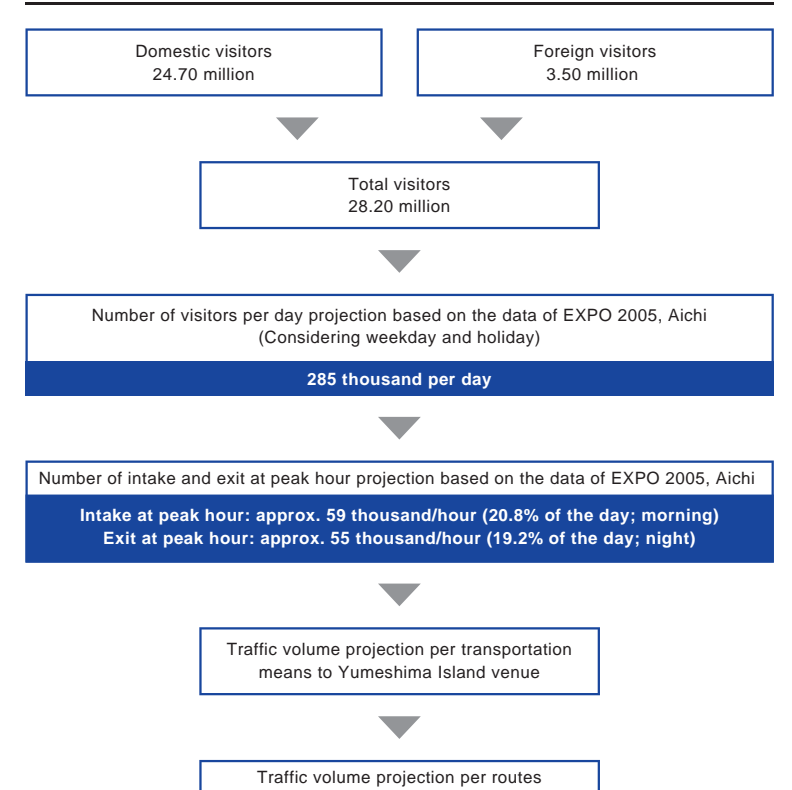 Domestic visitors
24.70 million
Foreign visitors
3.50 million
Total visitors
28.20 million
Number of visitors per day projection based on the data of EXPO 2005, Aichi
(Considering weekday and holiday)
285 thousand per day
Number of intake and exit at peak hour projection based on the data of EXPO 2005, Aichi
Intake at peak hour: approx. 59 thousand/hour (20.8% of the day; morning)
Exit at peak hour: approx. 55 thousand/hour (19.2% of the day; night)
Traffic volume projection per transportation
means to Yumeshima Island venue
Traffic volume projection per routes